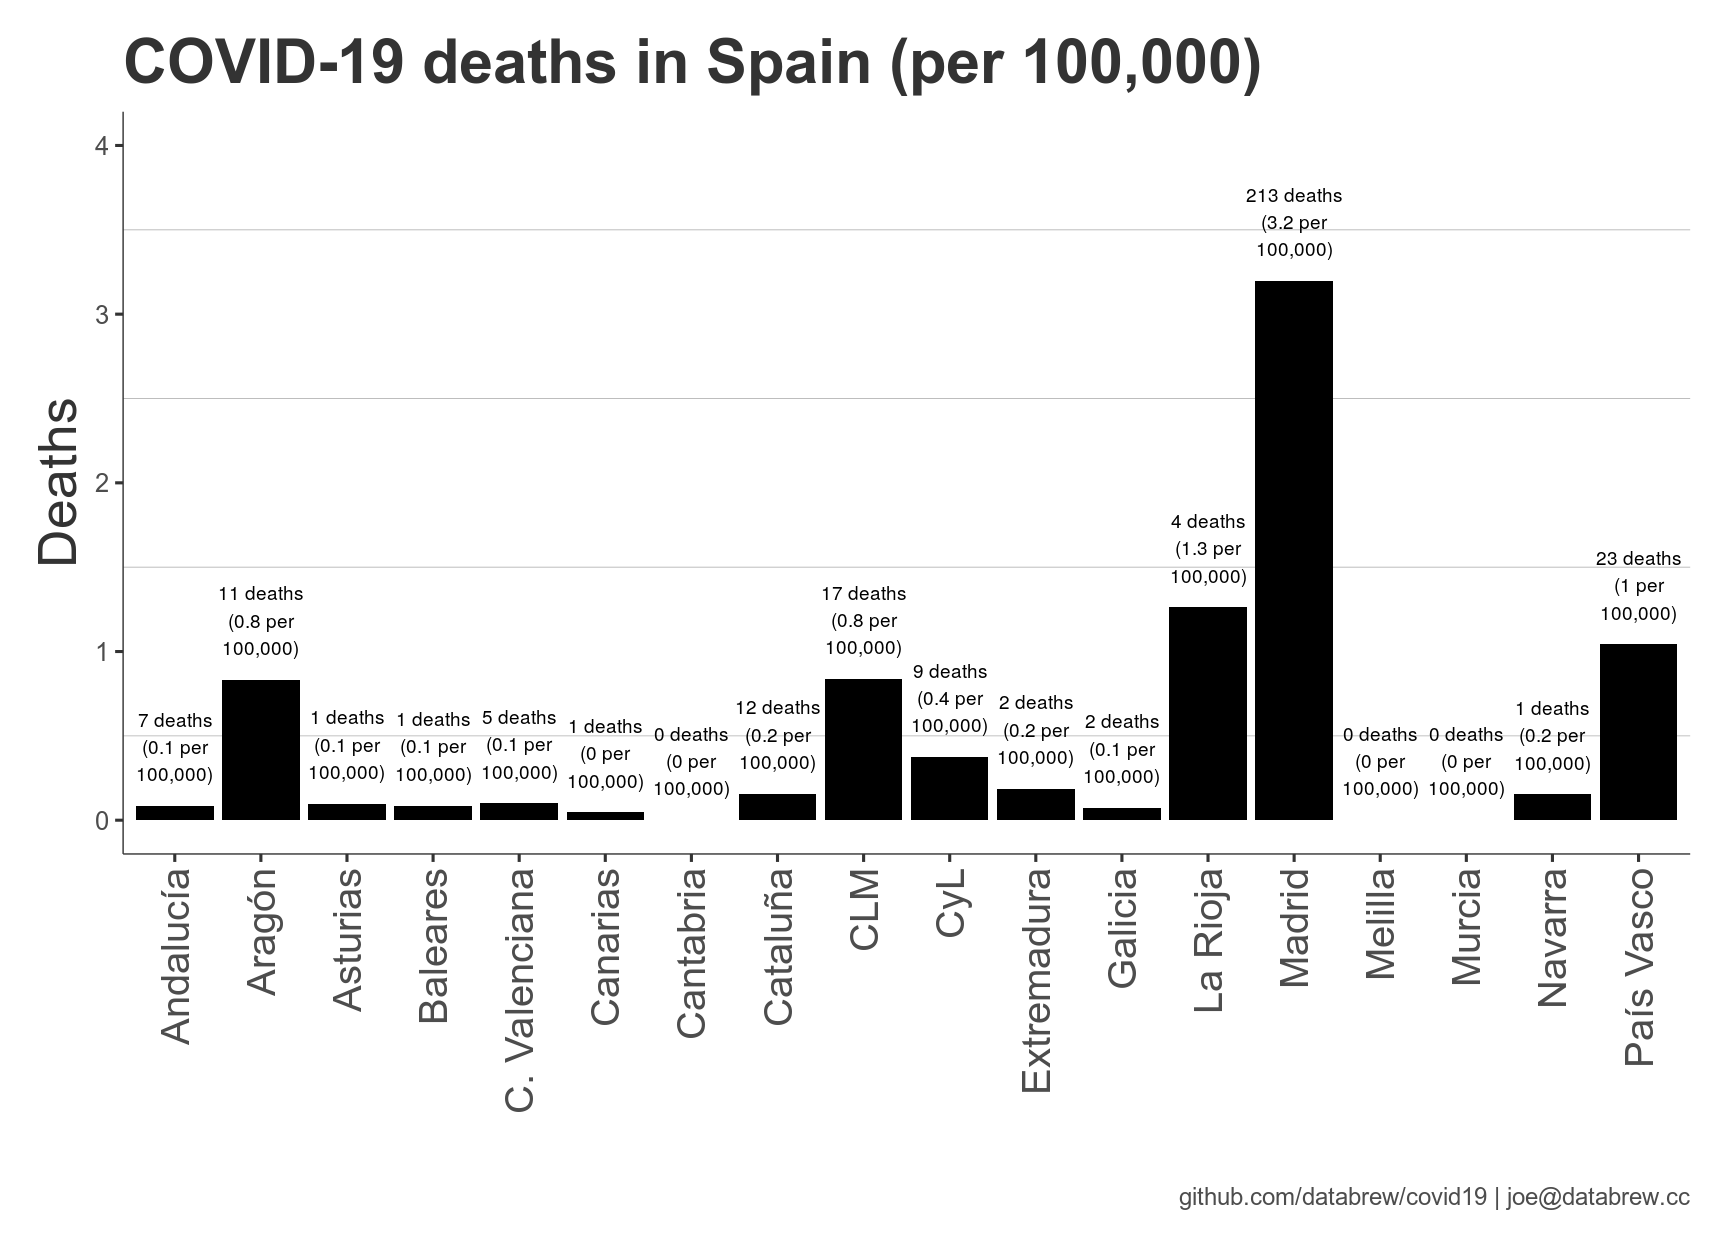 COVID-19 deaths in Spain (per 100,000)
Deaths
4
3
2
1
0
7 deaths
(0.1 per
100,000)
11 deaths
(0.8 per
100,000)
1 deaths
(0.1 per
100,000)
1 deaths
(0.1 per
100,000)
5 deaths
(0.1 per
100,000)
1 deaths
(0 per
100,000)
0 deaths
(0 per
100,000)
12 deaths
(0.2 per
100,000)
17 deaths
(0.8 per
100,000)
9 deaths
(0.4 per
100,000)
2 deaths
(0.2 per
100,000)
2 deaths
(0.1 per
100,000)
4 deaths
(1.3 per
100,000)
213 deaths
(3.2 per
100,000)
0 deaths
(0 per
100,000)
0 deaths
(0 per
100,000)
1 deaths
(0.2 per
100,000)
23 deaths
(1 per
100,000)
Andalucía
Aragón
Asturias
Baleares
C. Valenciana
Canarias
Cantabria
Cataluña
CLM
CyL
Extremadura
Galicia
La Rioja
Madrid
Melilla
Murcia
Navarra
País Vasco
github.com/databrew/covid19 | joe@databrew.cc